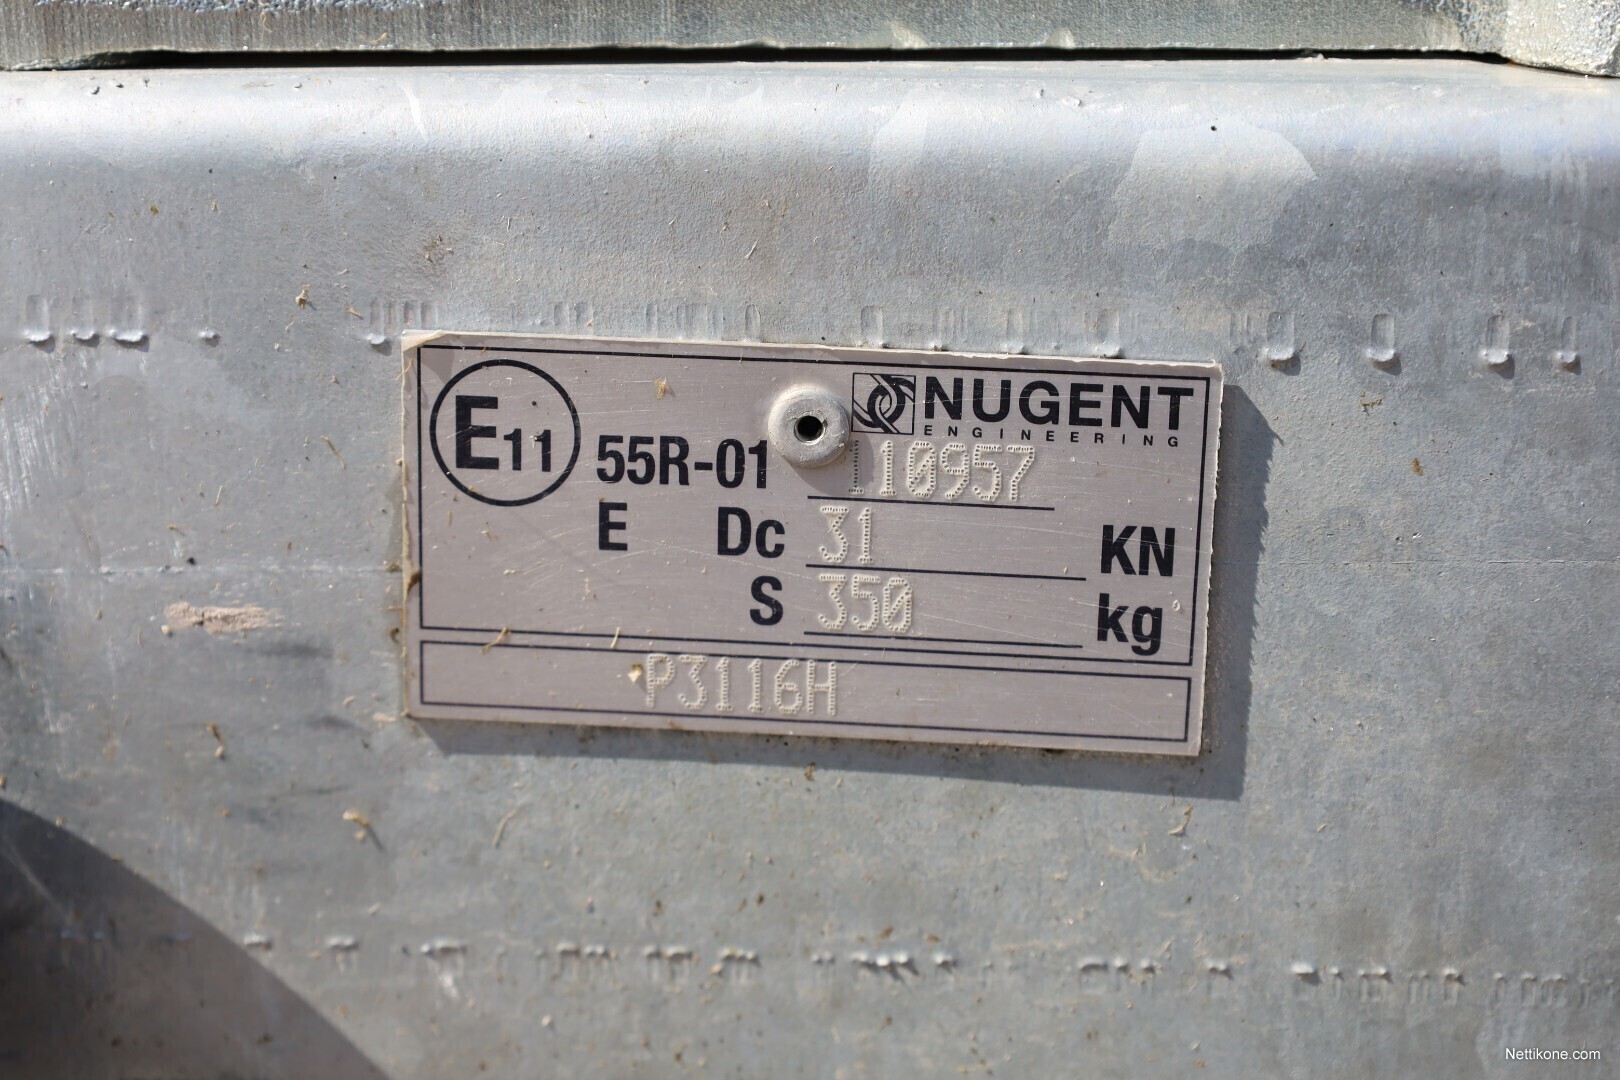 NUGENT
ENGINEERING
E11 55R-01 110957
E Dc 31 KN
S 350 kg
P3116H
Nettikone.com